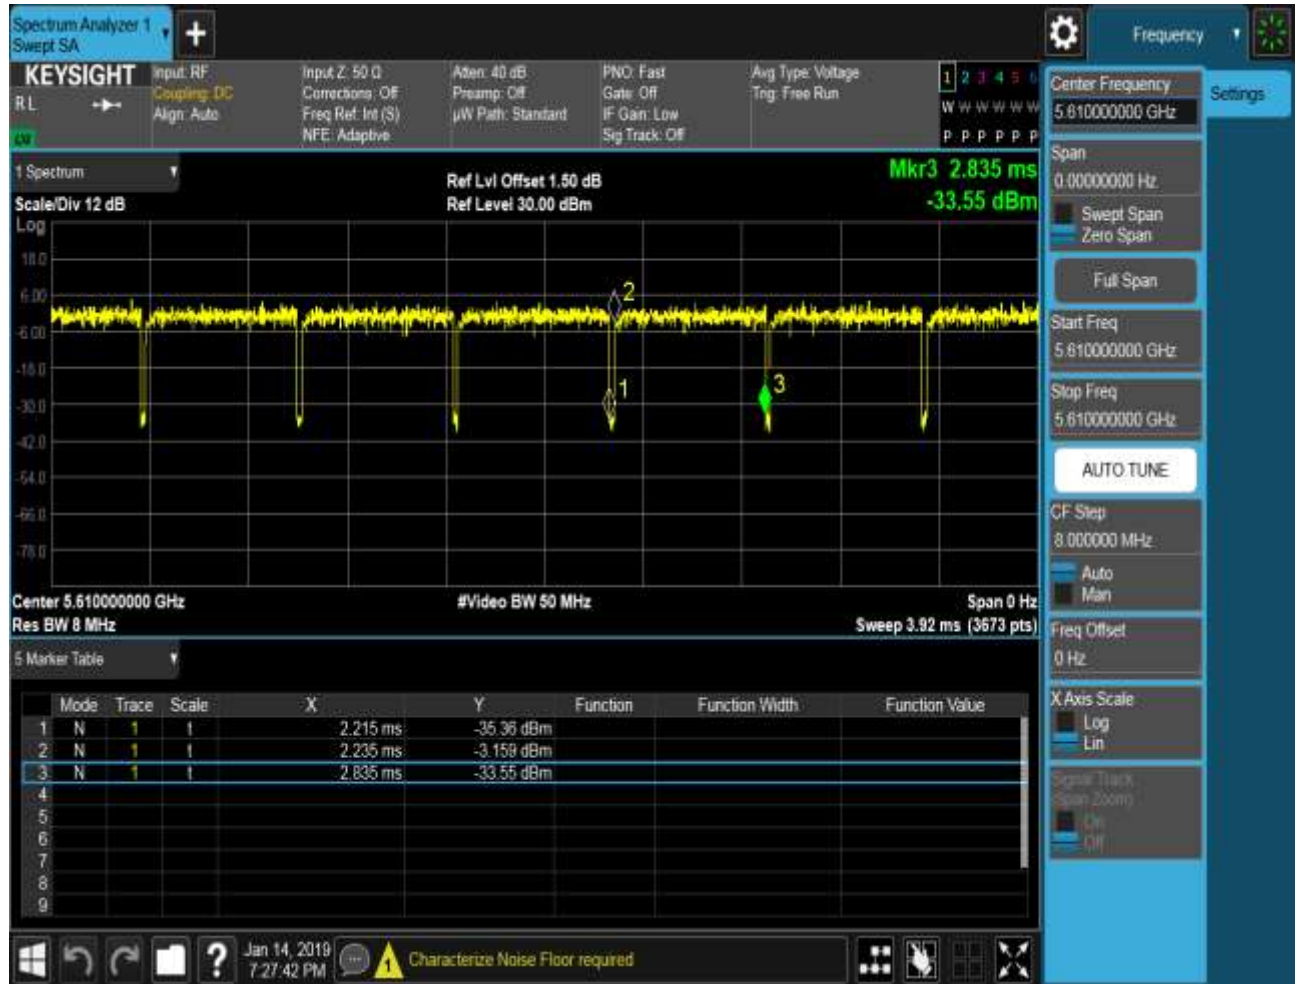 Spectrum Analyzer 1
Swept SA
+
Frequency
KEYSIGHT
RL
Input: RF
Coupling: DC
Align: Auto
Input Z: 50 Ω
Corrections: Off
Freq Ref: Int (S)
NFE: Adaptive
Atten: 40 dB
Preamp: Off
µW Path: Standard
PNO: Fast
Gate: Off
IF Gain: Low
Sig Track: Off
Avg Type: Voltage
Trig: Free Run
1 2 3 4 5 6
W W W W W W
P P P P P P
1 Spectrum
Scale/Div 12 dB
Ref Lvl Offset 1.50 dB
Ref Level 30.00 dBm
Mkr3 2.835 ms
-33.55 dBm
Log
18.0
6.00
-6.00
-18.0
-30.0
-42.0
-54.0
-66.0
-78.0
2
1
3
Center 5.610000000 GHz
#Video BW 50 MHz
Span 0 Hz
Res BW 8 MHz
Sweep 3.92 ms (3673 pts)
5 Marker Table
Mode Trace Scale X Y Function Function Width Function Value
1 N 1 t 2.215 ms -35.36 dBm
2 N 1 t 2.235 ms -3.159 dBm
3 N 1 t 2.835 ms -33.55 dBm
4
5
6
7
8
9
Center Frequency
5.610000000 GHz
Settings
Span
0.00000000 Hz
Swept Span
Zero Span
Full Span
Start Freq
5.610000000 GHz
Stop Freq
5.610000000 GHz
AUTO TUNE
CF Step
8.000000 MHz
Auto
Man
Freq Offset
0 Hz
X Axis Scale
Log
Lin
Signal Track
(Span Zoom)
On
Off
?
Jan 14, 2019
7:27:42 PM
Characterize Noise Floor required